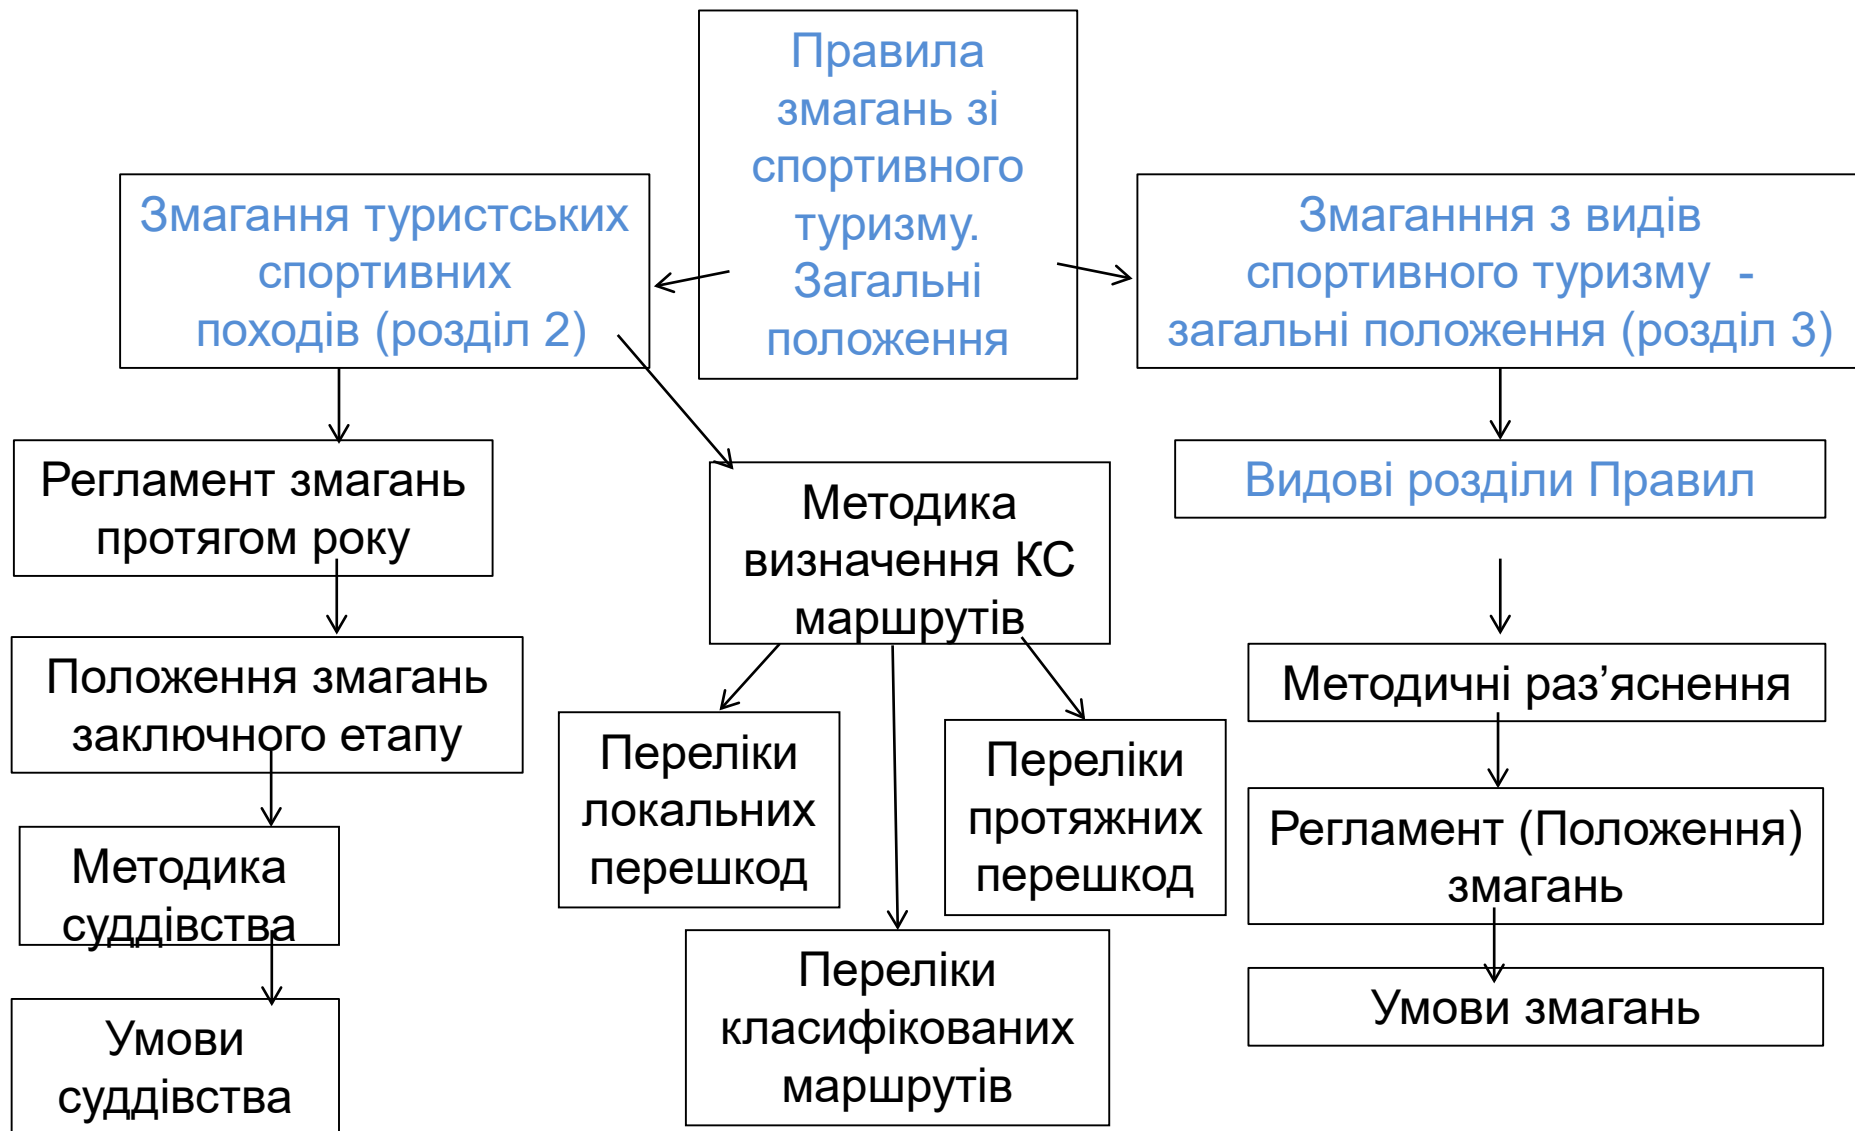 Правила
змагань зі
спортивного
туризму.
Загальні
положення
Змагання туристських
спортивних
походів (розділ 2)
Змаганння з видів
спортивного туризму -
загальні положення (розділ 3)
Регламент змагань
протягом року
Методика
визначення КС
маршрутів
Видові розділи Правил
Положення змагань
заключного етапу
Переліки
локальних
перешкод
Переліки
протяжних
перешкод
Методичні раз’яснення
Методика
суддівства
Переліки
класифікованих
маршрутів
Регламент (Положення)
змагань
Умови
суддівства
Умови змагань